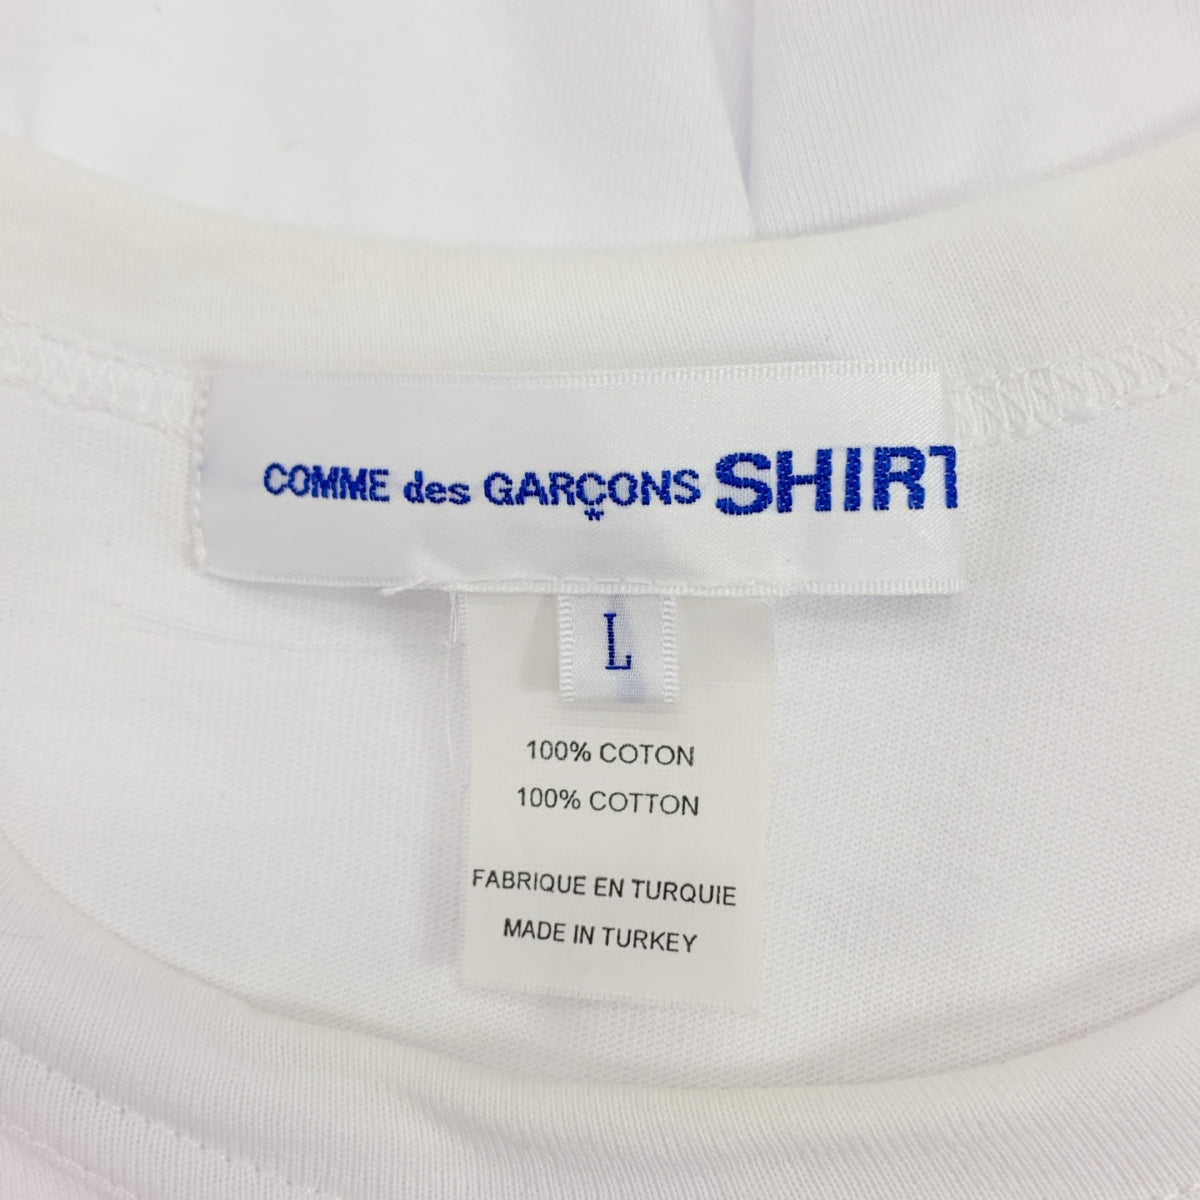 COMME des GARÇONS SHIRT
L
100% COTON
100% COTTON
FABRIQUE EN TURQUIE
MADE IN TURKEY